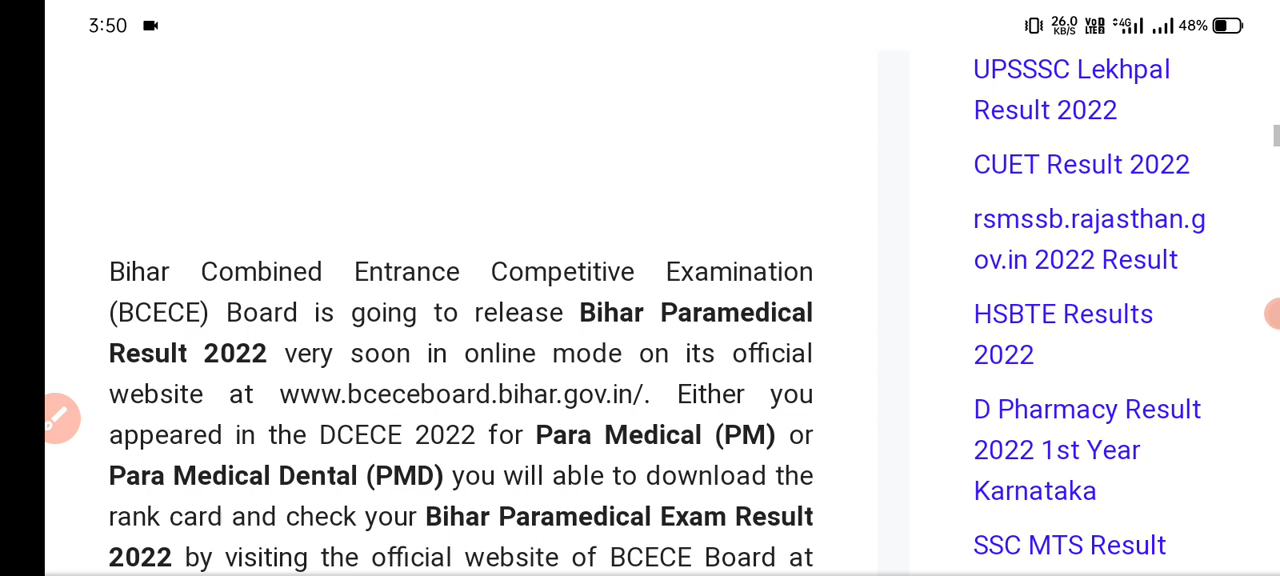 3:50
26.0 KB/S VoD LTE2 4G 48%
Bihar Combined Entrance Competitive Examination
(BCECE) Board is going to release Bihar Paramedical
Result 2022 very soon in online mode on its official
website at www.bceceboard.bihar.gov.in/. Either you
appeared in the DCECE 2022 for Para Medical (PM) or
Para Medical Dental (PMD) you will able to download the
rank card and check your Bihar Paramedical Exam Result
2022 by visiting the official website of BCECE Board at
UPSSSC Lekhpal
Result 2022
CUET Result 2022
rsmssb.rajasthan.g
ov.in 2022 Result
HSBTE Results
2022
D Pharmacy Result
2022 1st Year
Karnataka
SSC MTS Result